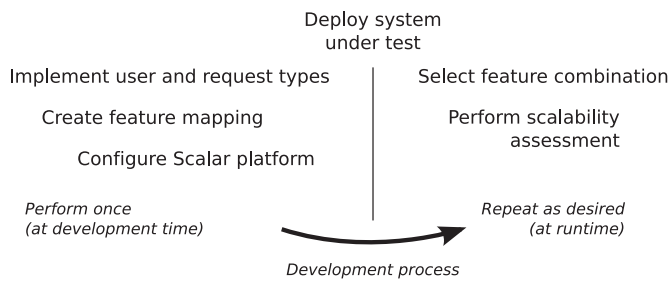 Deploy system
under test
Implement user and request types
Create feature mapping
Configure Scalar platform
Select feature combination
Perform scalability
assessment
Perform once
(at development time)
Repeat as desired
(at runtime)
Development process